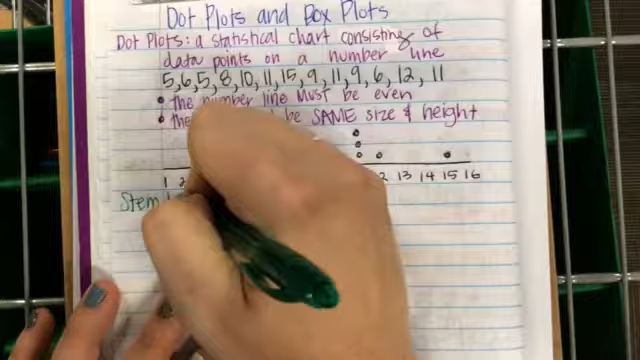 Dot Plots and Box Plots
Dot Plots: a statistical chart consisting of
data points on a number line
5,6,5,8,10,11,15,9,11,9,6,12,11
• the number line must be even
• the be SAME size & height
1 2 13 14 15 16
Stem